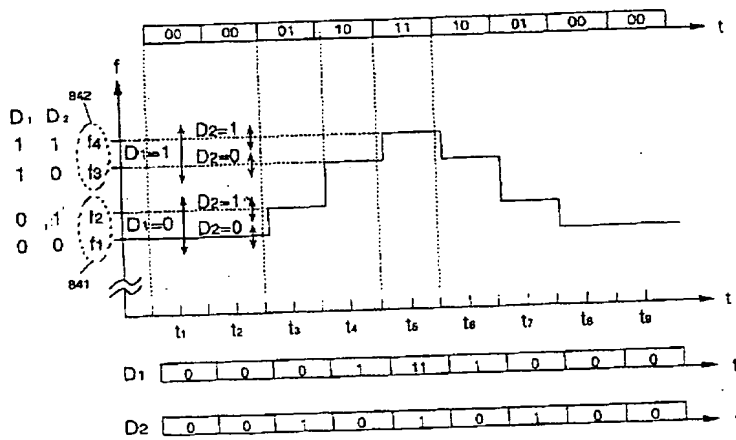 00 00 01 10 11 10 01 00 00 t
f
842
D1 D2
1 1 f4 D1=1 D2=1
1 0 f3 D2=0
0 1 f2 D1=0 D2=1
0 0 f1 D2=0
841
t
t1 t2 t3 t4 t5 t6 t7 t8 t9
D1 0 0 0 1 11 1 0 0 0 t
D2 0 0 1 0 1 0 1 0 0